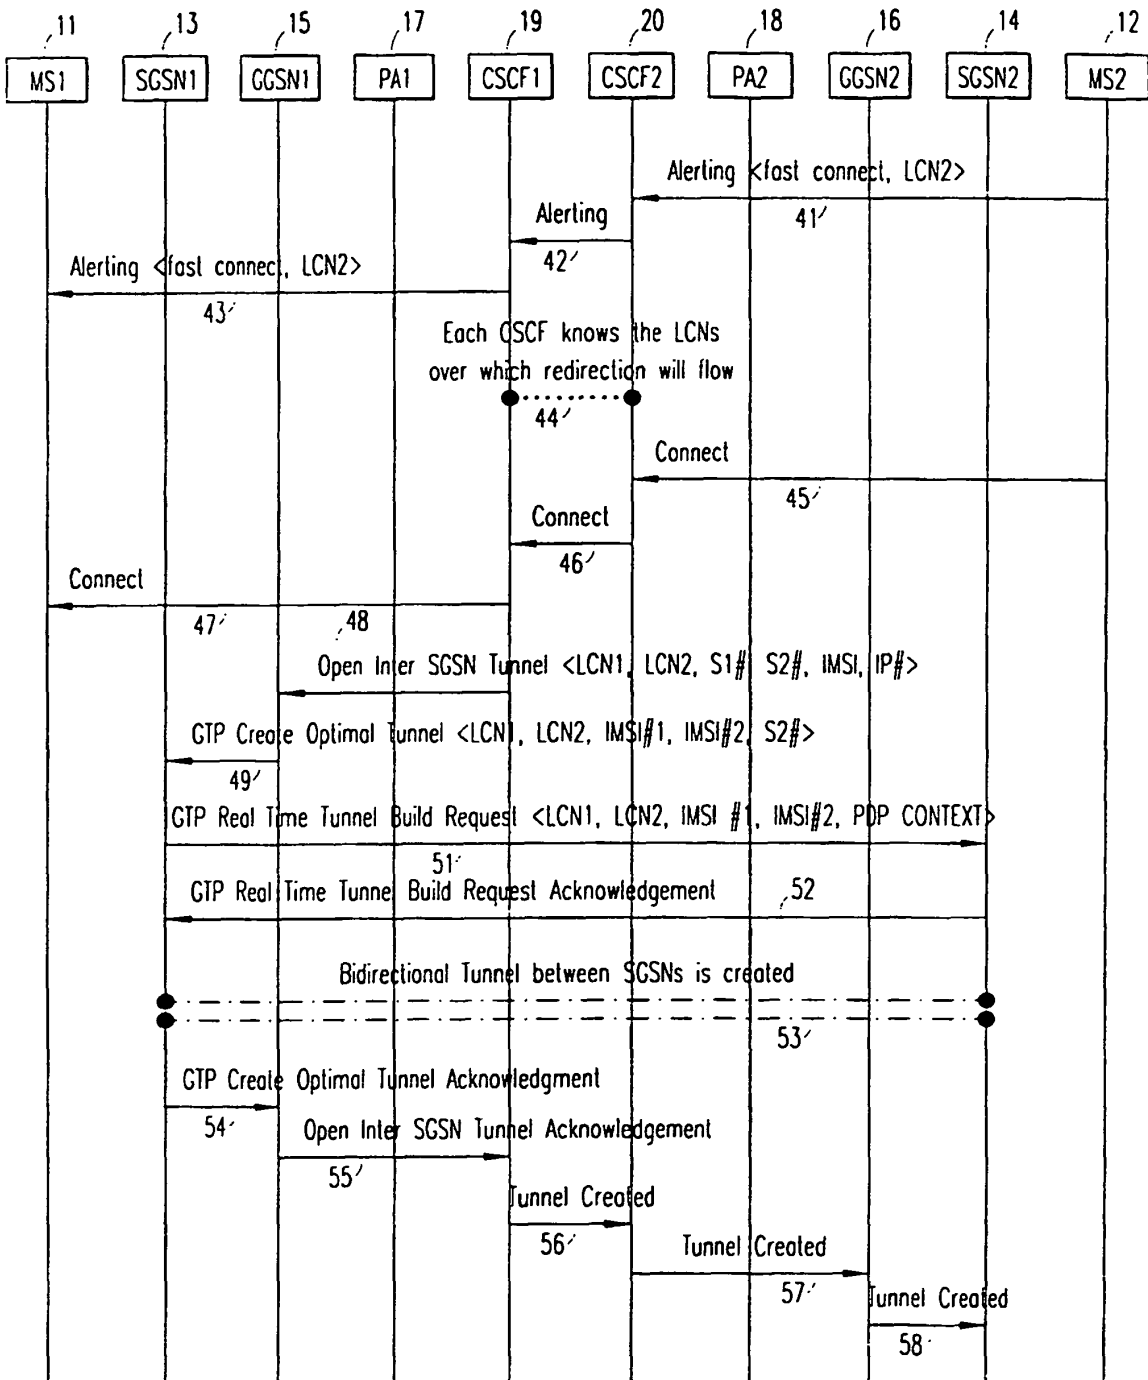 11 13 15 17 19 20 18 16 14 12
MS1 SGSN1 GGSN1 PA1 CSCF1 CSCF2 PA2 GGSN2 SGSN2 MS2
Alerting <fast connect, LCN2>
41
Alerting
42
Alerting <fast connect, LCN2>
43
Each CSCF knows the LCNs
over which redirection will flow
44
Connect
45
Connect
46
Connect
47
48
Open Inter SGSN Tunnel <LCN1, LCN2, S1# S2#, IMSI, IP#>
GTP Create Optimal Tunnel <LCN1, LCN2, IMSI#1, IMSI#2, S2#>
49
GTP Real Time Tunnel Build Request <LCN1, LCN2, IMSI #1, IMSI#2, PDP CONTEXT>
51
GTP Real Time Tunnel Build Request Acknowledgement
52
Bidirectional Tunnel between SGSNs is created
53
GTP Create Optimal Tunnel Acknowledgment
54
Open Inter SGSN Tunnel Acknowledgement
55
Tunnel Created
56
Tunnel Created
57
Tunnel Created
58